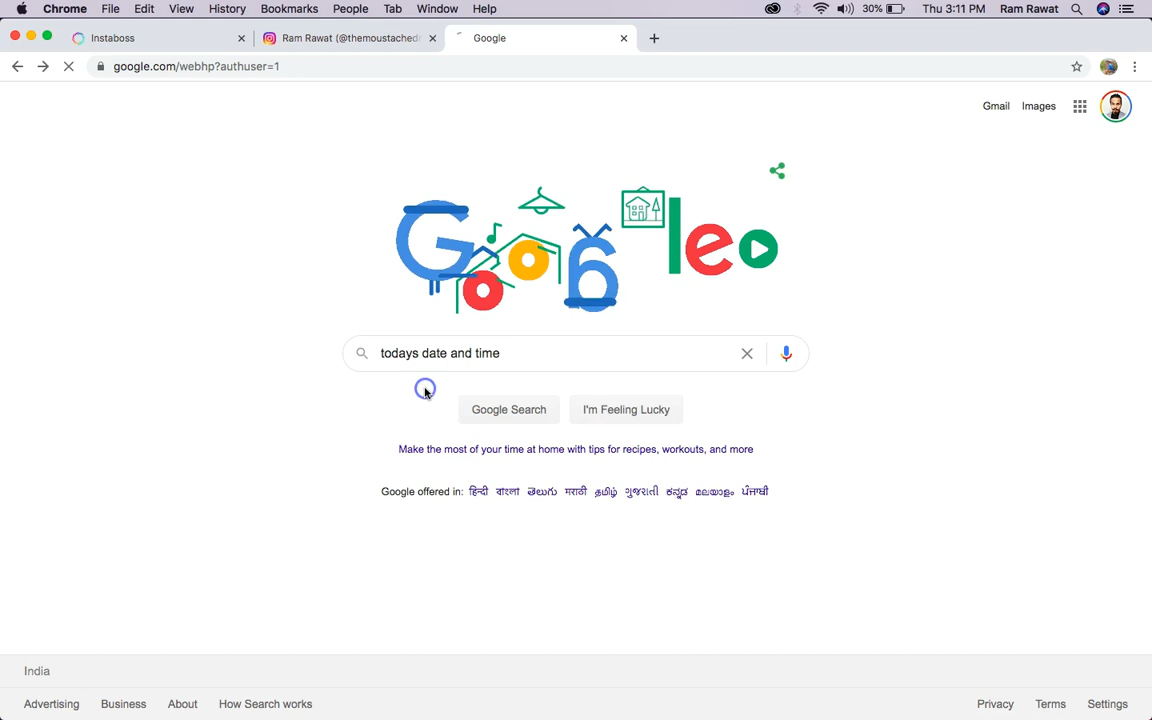 Chrome File Edit View History Bookmarks People Tab Window Help 30% Thu 3:11 PM Ram Rawat
Instaboss Ram Rawat (@themoustached Google
google.com/webhp?authuser=1
Gmail Images
Google
todays date and time
Google Search I'm Feeling Lucky
Make the most of your time at home with tips for recipes, workouts, and more
Google offered in: हिन्दी বাংলা తెలుగు मराठी தமிழ் ગુજરાતી ಕನ್ನಡ മലയാളം ਪੰਜਾਬੀ
India
Advertising Business About How Search works Privacy Terms Settings